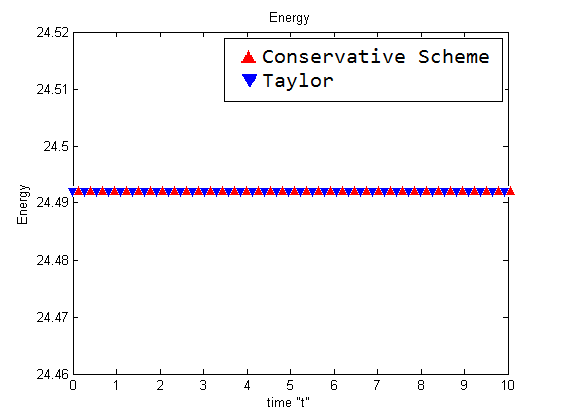 Energy
24.52
Conservative Scheme
Taylor
24.51
24.5
24.49
24.48
24.47
24.46
Energy
0 1 2 3 4 5 6 7 8 9 10
time "t"